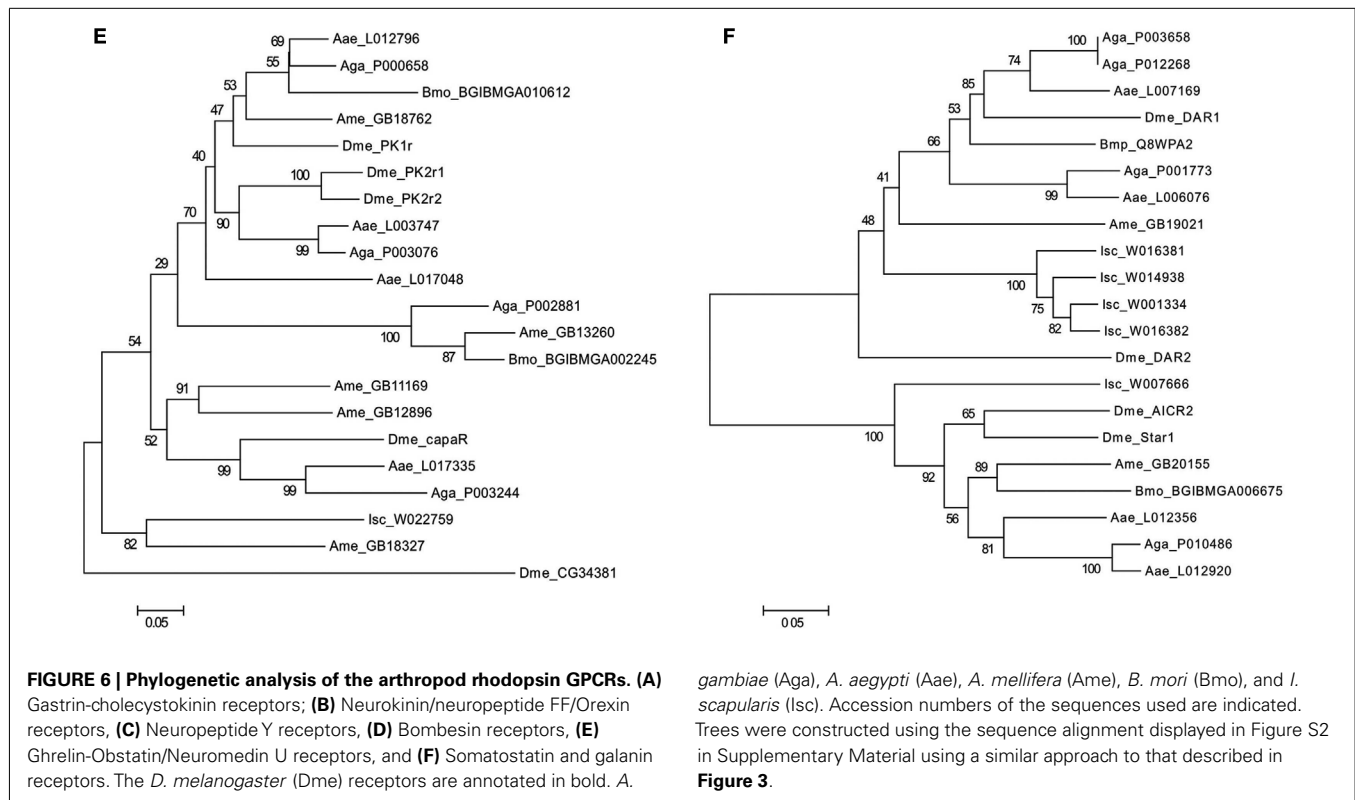 E
69
Aae_L012796
55
Aga_P000658
53
Bmo_BGIBMGA010612
47
Ame_GB18762
40
Dme_PK1r
100
Dme_PK2r1
Dme_PK2r2
70
90
Aae_L003747
99
Aga_P003076
29
Aae_L017048
Aga_P002881
100
Ame_GB13260
87
Bmo_BGIBMGA002245
54
91
Ame_GB11169
Ame_GB12896
52
Dme_capaR
99
Aae_L017335
99
Aga_P003244
Isc_W022759
82
Ame_GB18327
Dme_CG34381
0.05
F
100
Aga_P003658
74
Aga_P012268
85
Aae_L007169
53
Dme_DAR1
66
Bmp_Q8WPA2
41
Aga_P001773
99
Aae_L006076
48
Ame_GB19021
Isc_W016381
100
Isc_W014938
75
Isc_W001334
82
Isc_W016382
Dme_DAR2
Isc_W007666
100
65
Dme_AICR2
Dme_Star1
92
89
Ame_GB20155
Bmo_BGIBMGA006675
56
Aae_L012356
81
Aga_P010486
100
Aae_L012920
0 05
FIGURE 6 | Phylogenetic analysis of the arthropod rhodopsin GPCRs. (A)
Gastrin-cholecystokinin receptors; (B) Neurokinin/neuropeptide FF/Orexin
receptors, (C) Neuropeptide Y receptors, (D) Bombesin receptors, (E)
Ghrelin-Obstatin/Neuromedin U receptors, and (F) Somatostatin and galanin
receptors. The D. melanogaster (Dme) receptors are annotated in bold. A.
gambiae (Aga), A. aegypti (Aae), A. mellifera (Ame), B. mori (Bmo), and I.
scapularis (Isc). Accession numbers of the sequences used are indicated.
Trees were constructed using the sequence alignment displayed in Figure S2
in Supplementary Material using a similar approach to that described in
Figure 3.